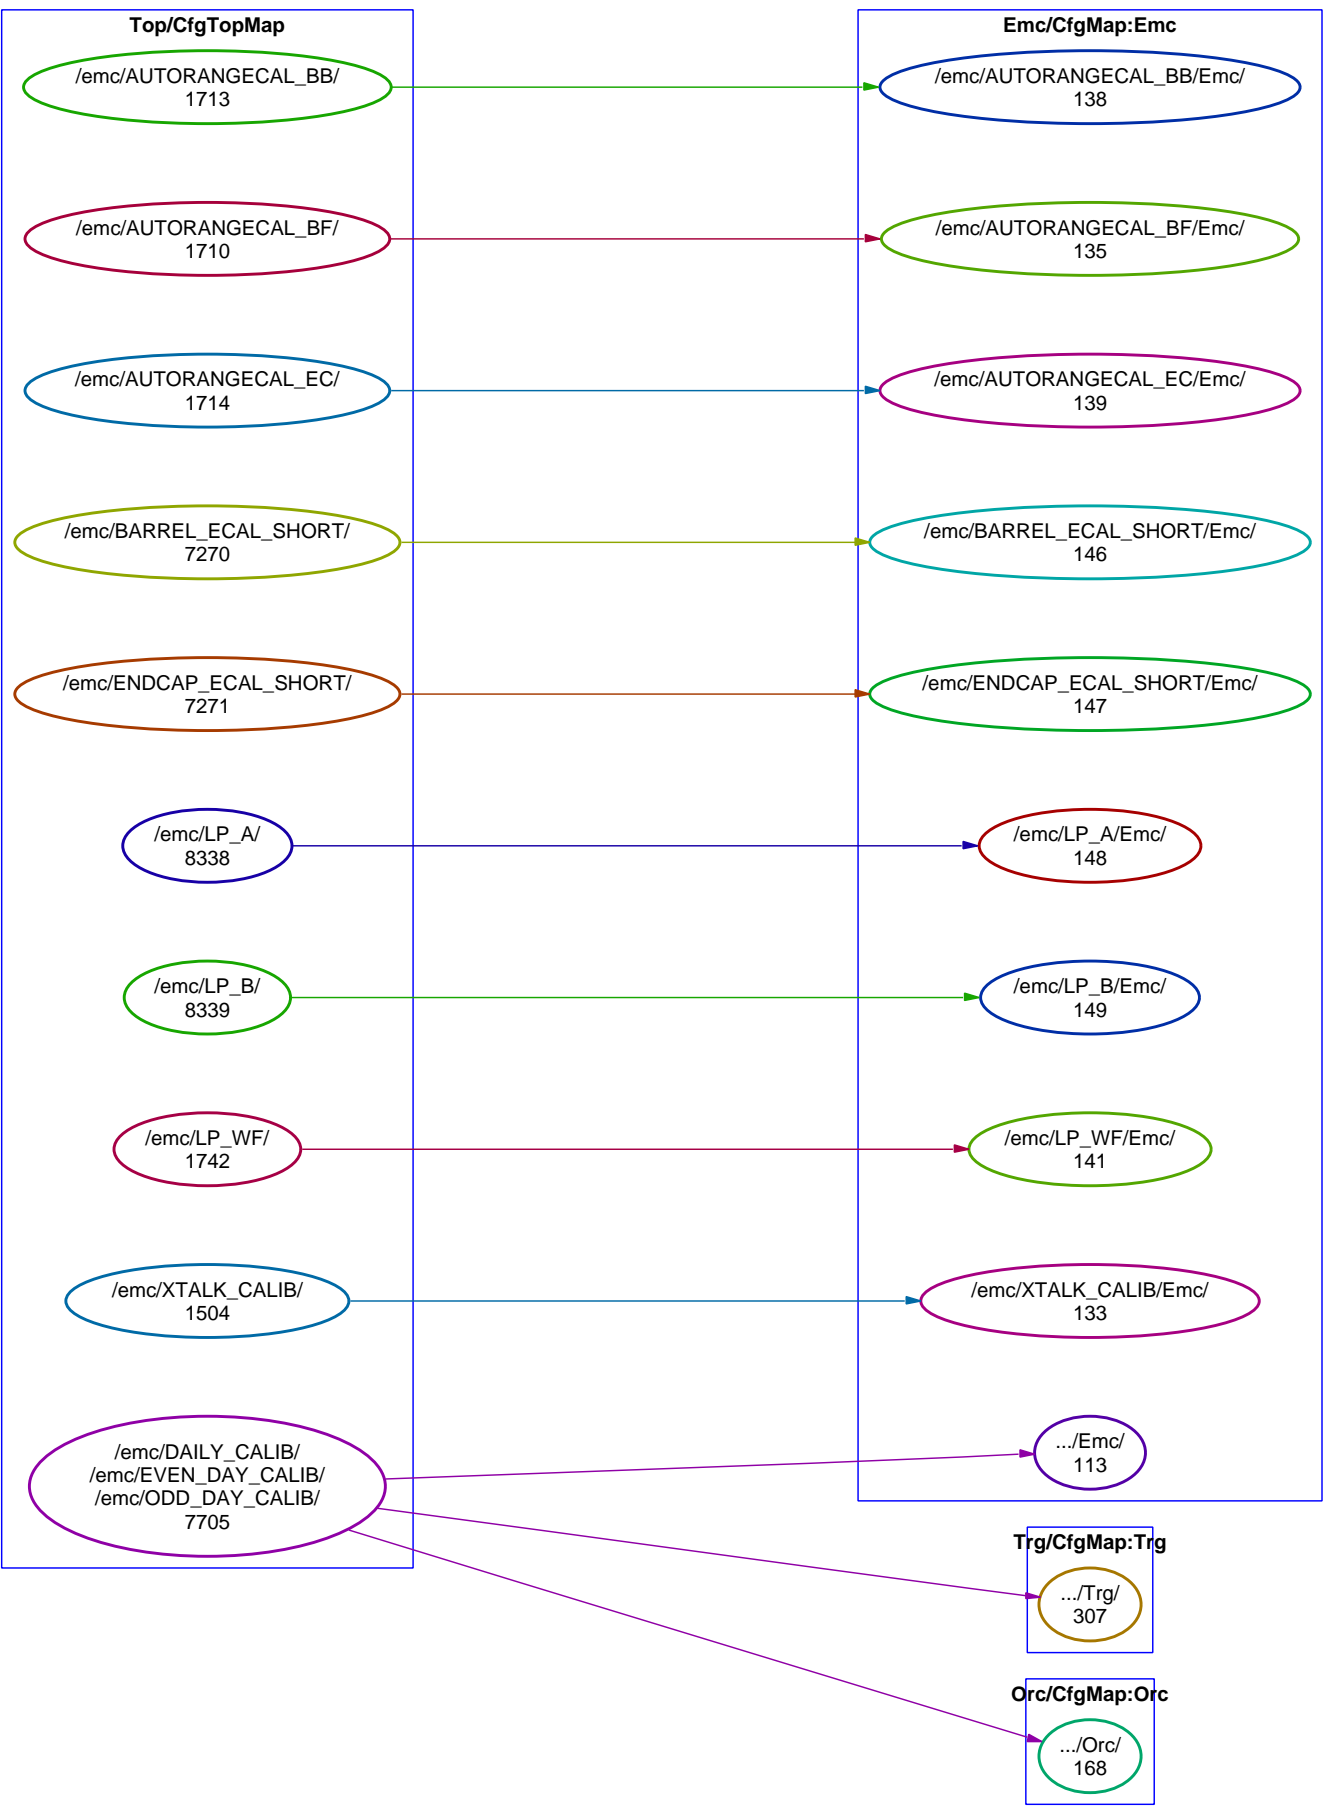 Top/CfgTopMap
/emc/AUTORANGECAL_BB/
1713
/emc/AUTORANGECAL_BF/
1710
/emc/AUTORANGECAL_EC/
1714
/emc/BARREL_ECAL_SHORT/
7270
/emc/ENDCAP_ECAL_SHORT/
7271
/emc/LP_A/
8338
/emc/LP_B/
8339
/emc/LP_WF/
1742
/emc/XTALK_CALIB/
1504
/emc/DAILY_CALIB/
/emc/EVEN_DAY_CALIB/
/emc/ODD_DAY_CALIB/
7705
Emc/CfgMap:Emc
/emc/AUTORANGECAL_BB/Emc/
138
/emc/AUTORANGECAL_BF/Emc/
135
/emc/AUTORANGECAL_EC/Emc/
139
/emc/BARREL_ECAL_SHORT/Emc/
146
/emc/ENDCAP_ECAL_SHORT/Emc/
147
/emc/LP_A/Emc/
148
/emc/LP_B/Emc/
149
/emc/LP_WF/Emc/
141
/emc/XTALK_CALIB/Emc/
133
.../Emc/
113
Trg/CfgMap:Trg
.../Trg/
307
Orc/CfgMap:Orc
.../Orc/
168